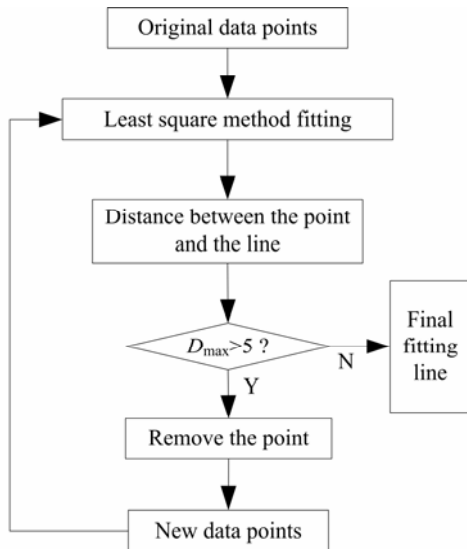 Original data points
Least square method fitting
Distance between the point
and the line
Dmax>5 ?
N
Final
fitting
line
Y
Remove the point
New data points